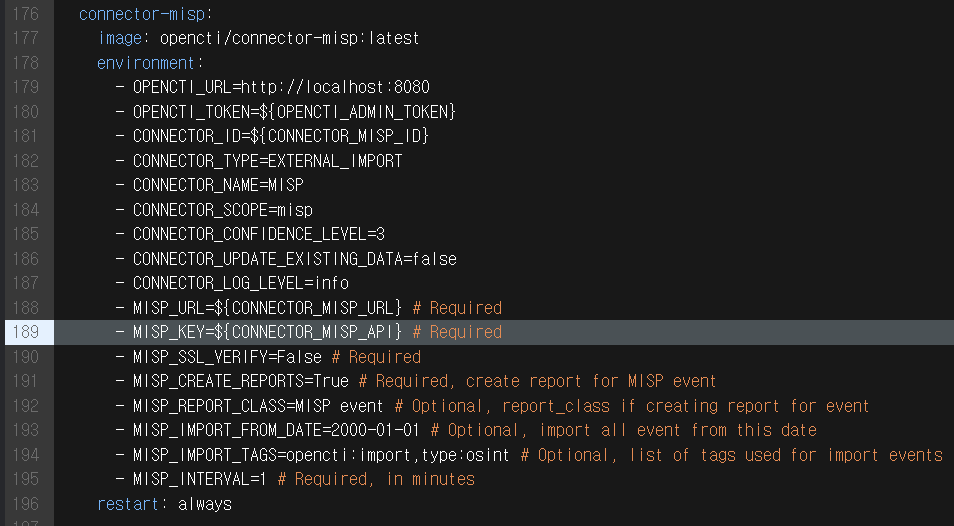 176 connector-misp:
177 image: opencti/connector-misp:latest
178 environment:
179 - OPENCTI_URL=http://localhost:8080
180 - OPENCTI_TOKEN=${OPENCTI_ADMIN_TOKEN}
181 - CONNECTOR_ID=${CONNECTOR_MISP_ID}
182 - CONNECTOR_TYPE=EXTERNAL_IMPORT
183 - CONNECTOR_NAME=MISP
184 - CONNECTOR_SCOPE=misp
185 - CONNECTOR_CONFIDENCE_LEVEL=3
186 - CONNECTOR_UPDATE_EXISTING_DATA=false
187 - CONNECTOR_LOG_LEVEL=info
188 - MISP_URL=${CONNECTOR_MISP_URL} # Required
189 - MISP_KEY=${CONNECTOR_MISP_API} # Required
190 - MISP_SSL_VERIFY=False # Required
191 - MISP_CREATE_REPORTS=True # Required, create report for MISP event
192 - MISP_REPORT_CLASS=MISP event # Optional, report_class if creating report for event
193 - MISP_IMPORT_FROM_DATE=2000-01-01 # Optional, import all event from this date
194 - MISP_IMPORT_TAGS=opencti:import,type:osint # Optional, list of tags used for import events
195 - MISP_INTERVAL=1 # Required, in minutes
196 restart: always
197